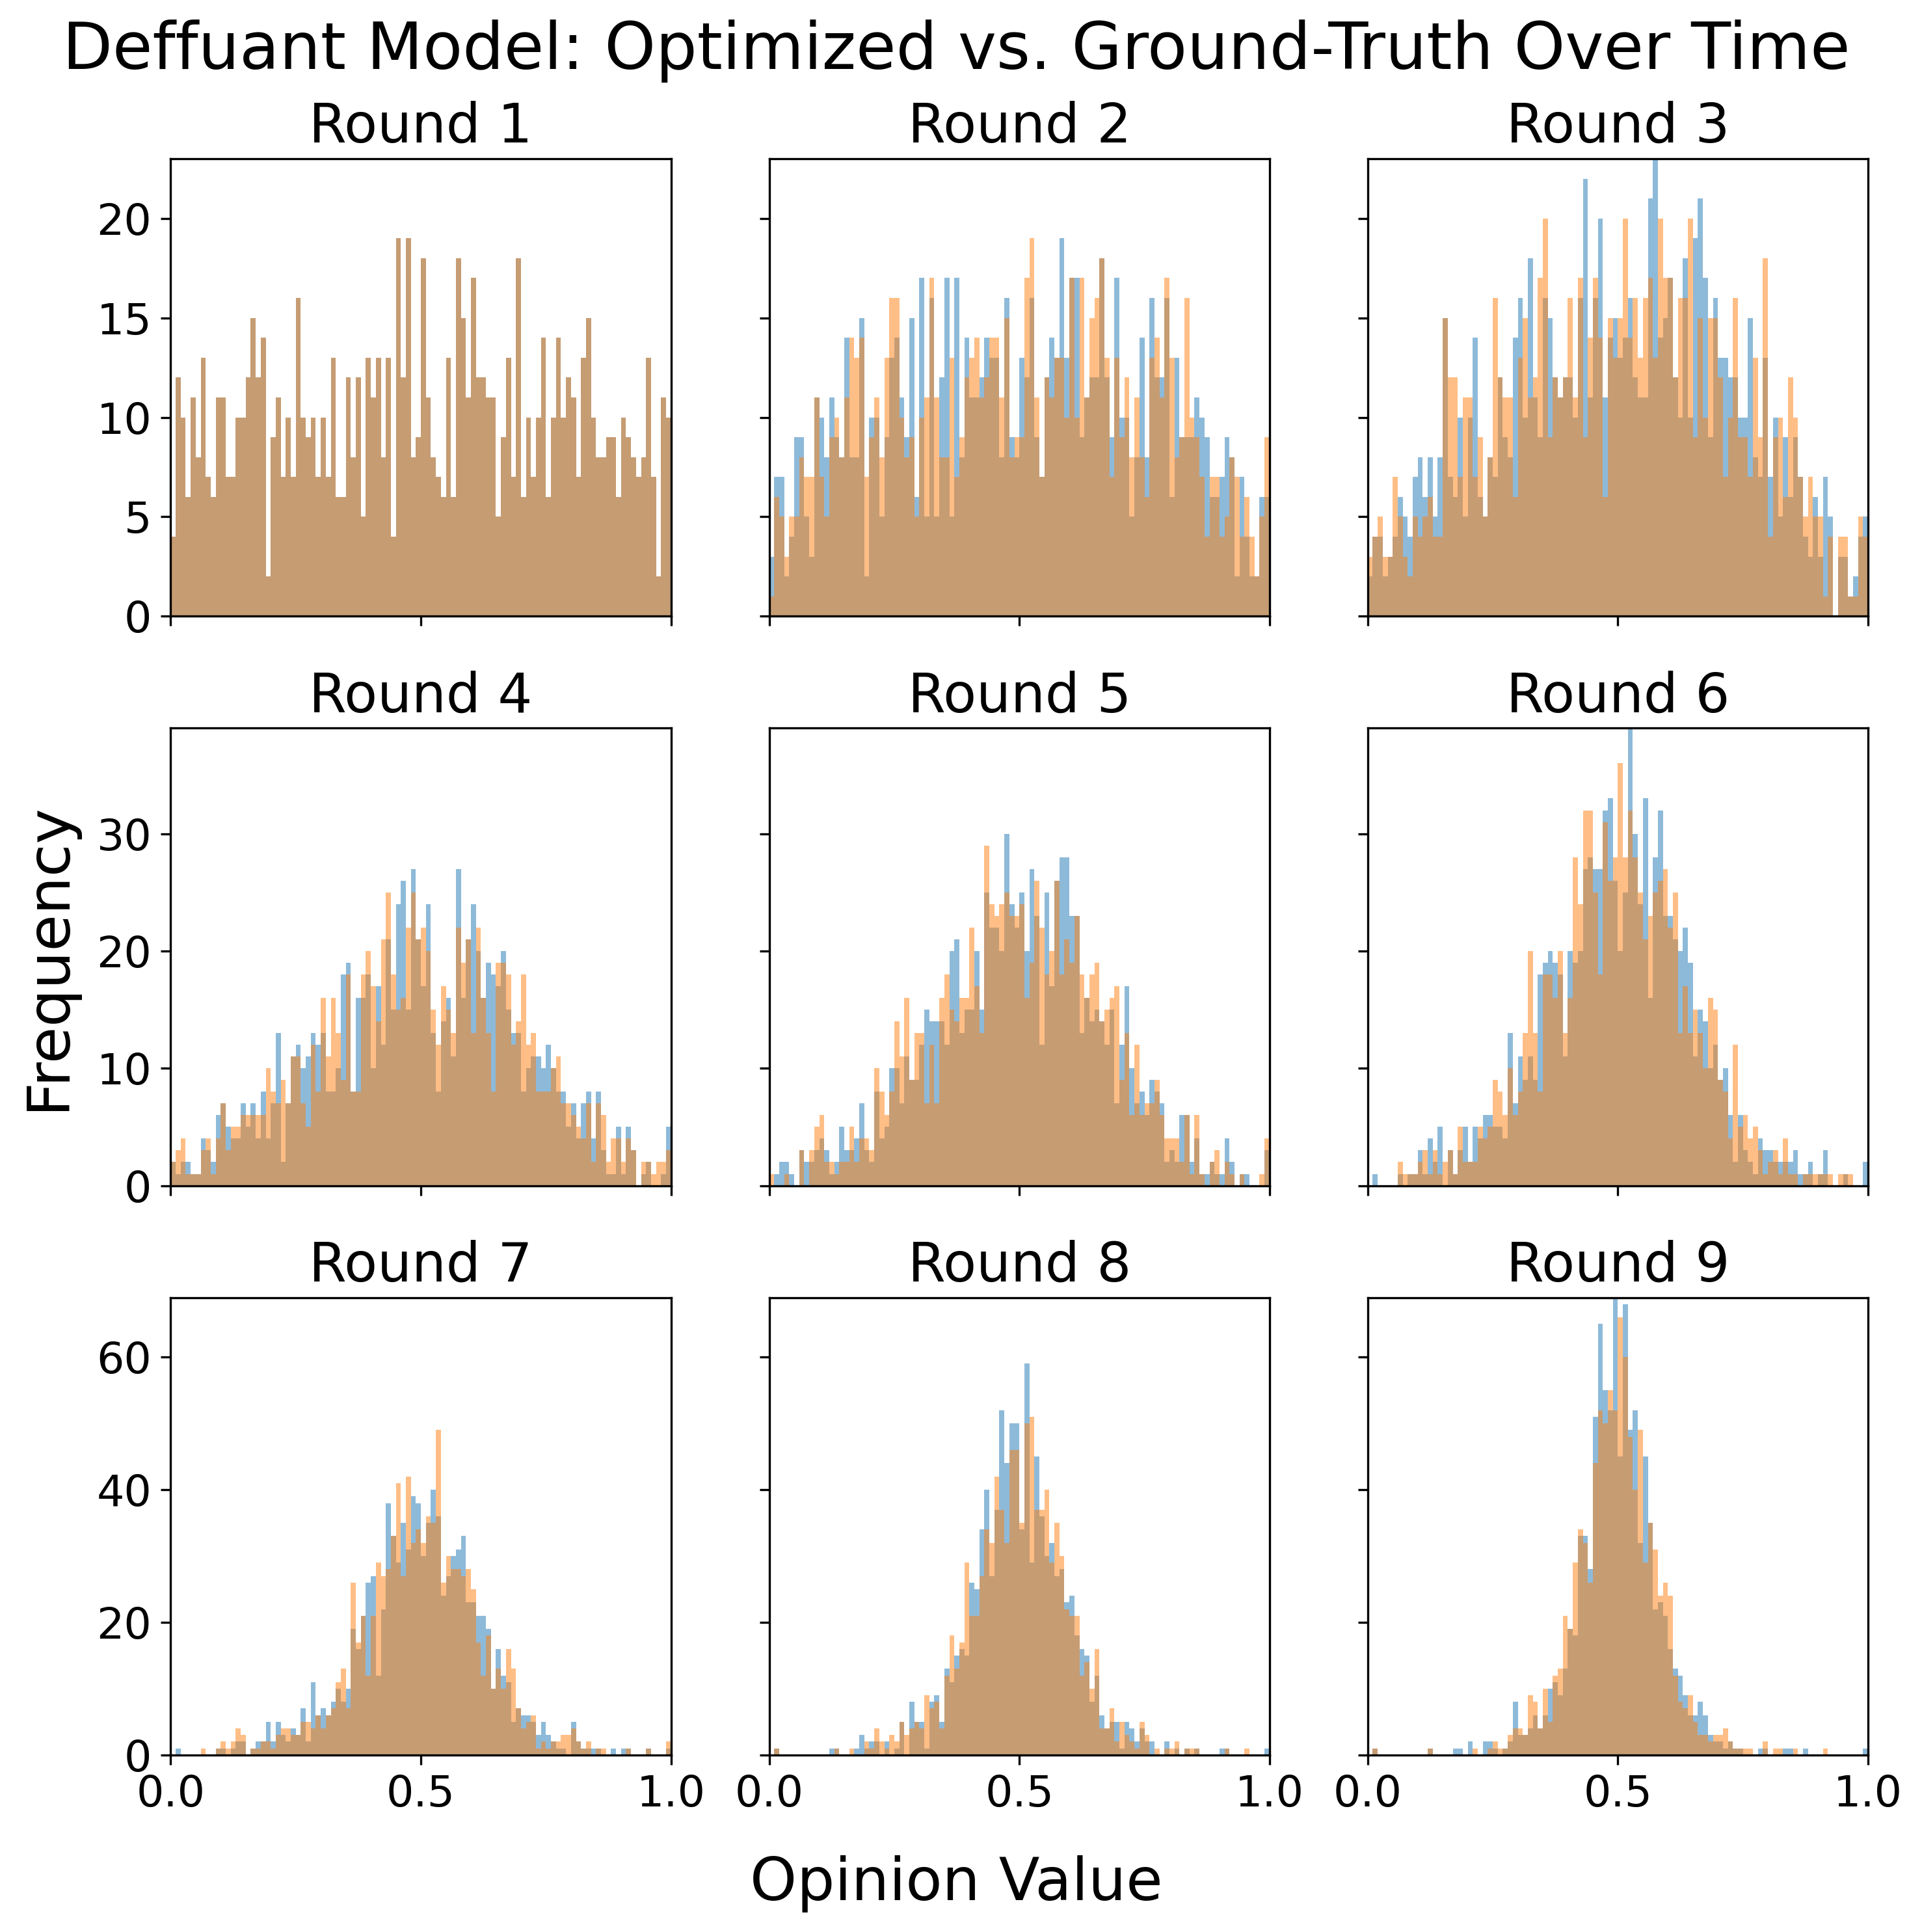 Deffuant Model: Optimized vs. Ground-Truth Over Time
Round 1
Round 2
Round 3
20
15
10
5
0
Round 4
Round 5
Round 6
Frequency
30
20
10
0
Round 7
Round 8
Round 9
60
40
20
0
0.0 0.5 1.0 0.0 0.5 1.0 0.0 0.5 1.0
Opinion Value